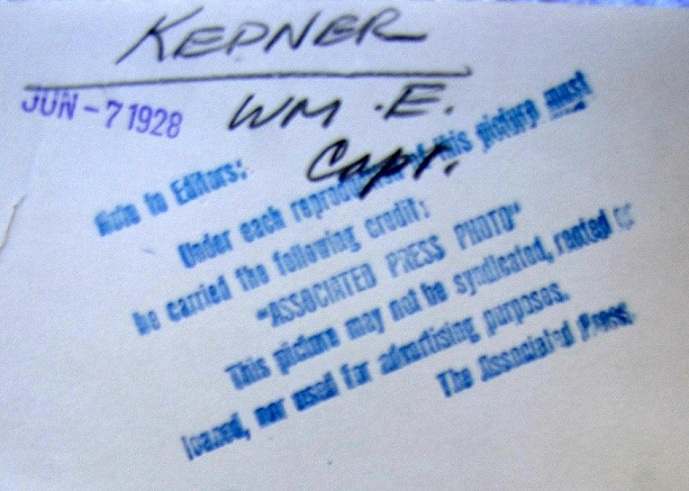 KEPNER
JUN -7 1928
WM . E.
Capt.
Note to Editors:
Under each reproduction of this picture must
be carried the following credit:
"ASSOCIATED PRESS PHOTO"
This picture may not be syndicated, rented or
loaned, nor used for advertising purposes.
The Associated Press.